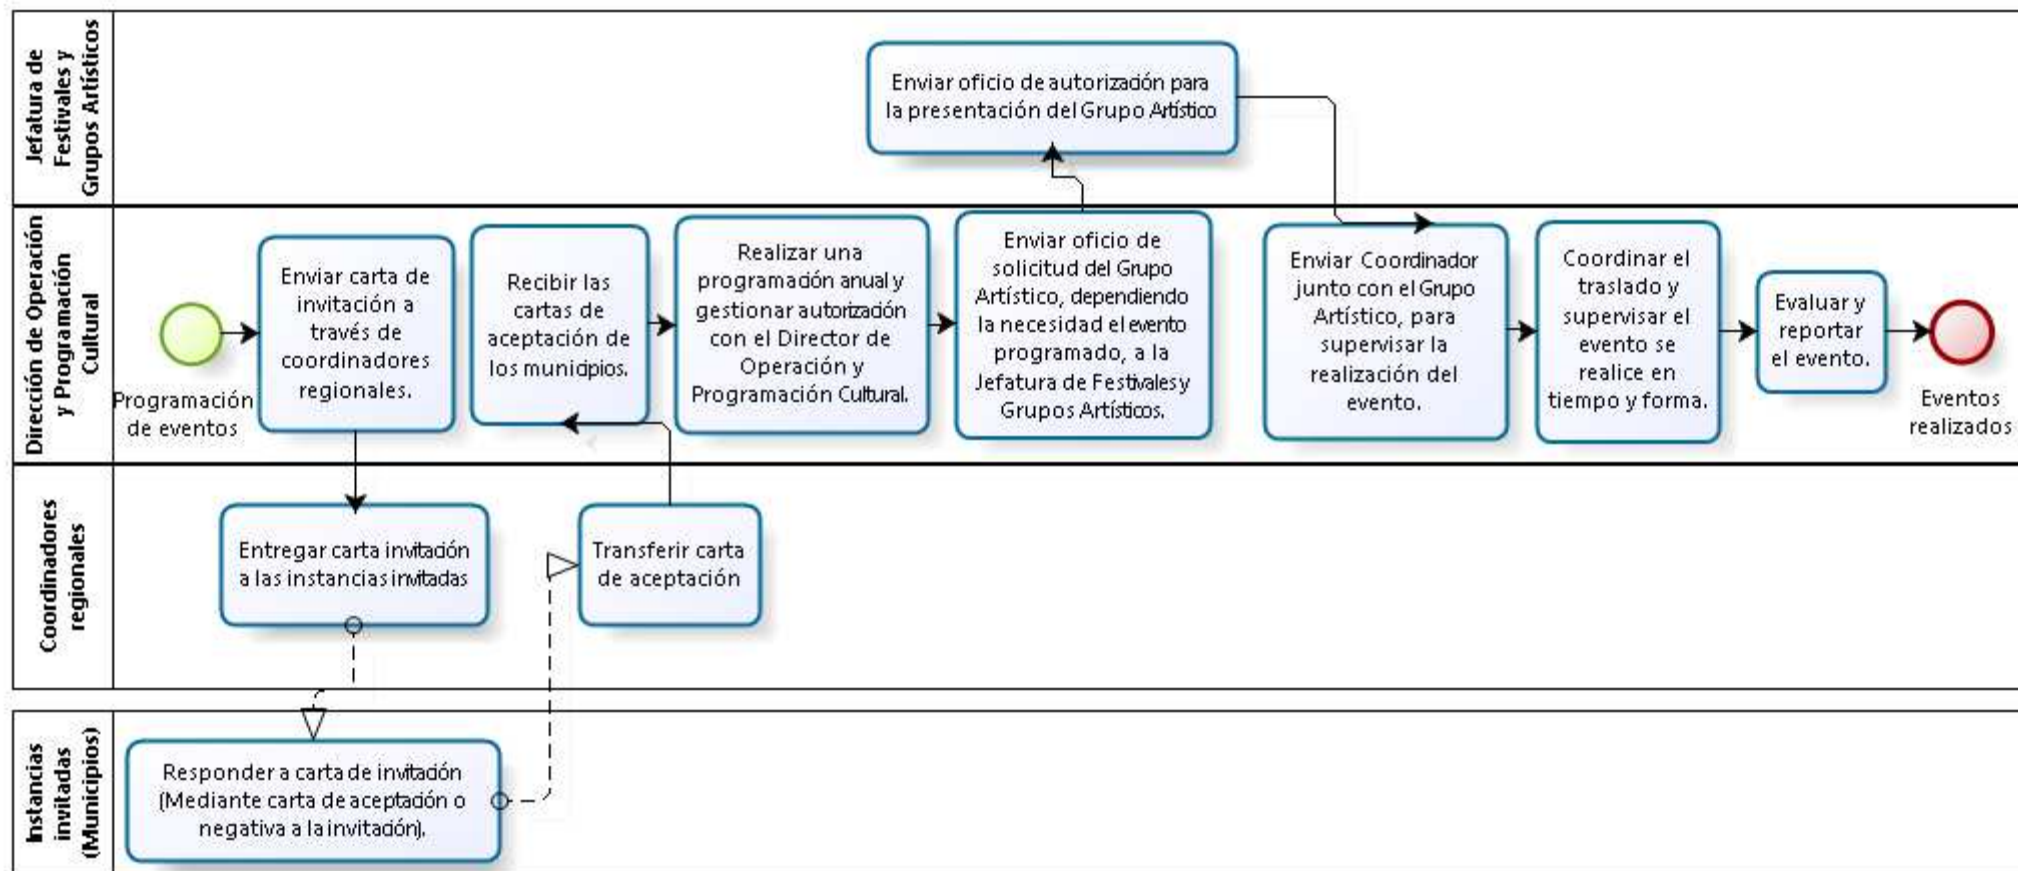 Jefatura de
Festivales y
Grupos Artísticos
Enviar oficio de autorización para
la presentación del Grupo Artístico
Dirección de Operación
y Programación
Cultural
Programación
de eventos
Enviar carta de
invitación a
través de
coordinadores
regionales.
Recibir las
cartas de
aceptación de
los municipios.
Realizar una
programación anual y
gestionar autorización
con el Director de
Operación y
Programación Cultural.
Enviar oficio de
solicitud del Grupo
Artístico, dependiendo
la necesidad el evento
programado, a la
Jefatura de Festivales y
Grupos Artísticos.
Enviar Coordinador
junto con el Grupo
Artístico, para
supervisar la
realización del
evento.
Coordinar el
traslado y
supervisar el
evento se
realice en
tiempo y forma.
Evaluar y
reportar
el evento.
Eventos
realizados
Coordinadores
regionales
Entregar carta invitación
a las instancias invitadas
Transferir carta
de aceptación
Instancias
invitadas
(Municipios)
Responder a carta de invitación
(Mediante carta de aceptación o
negativa a la invitación).